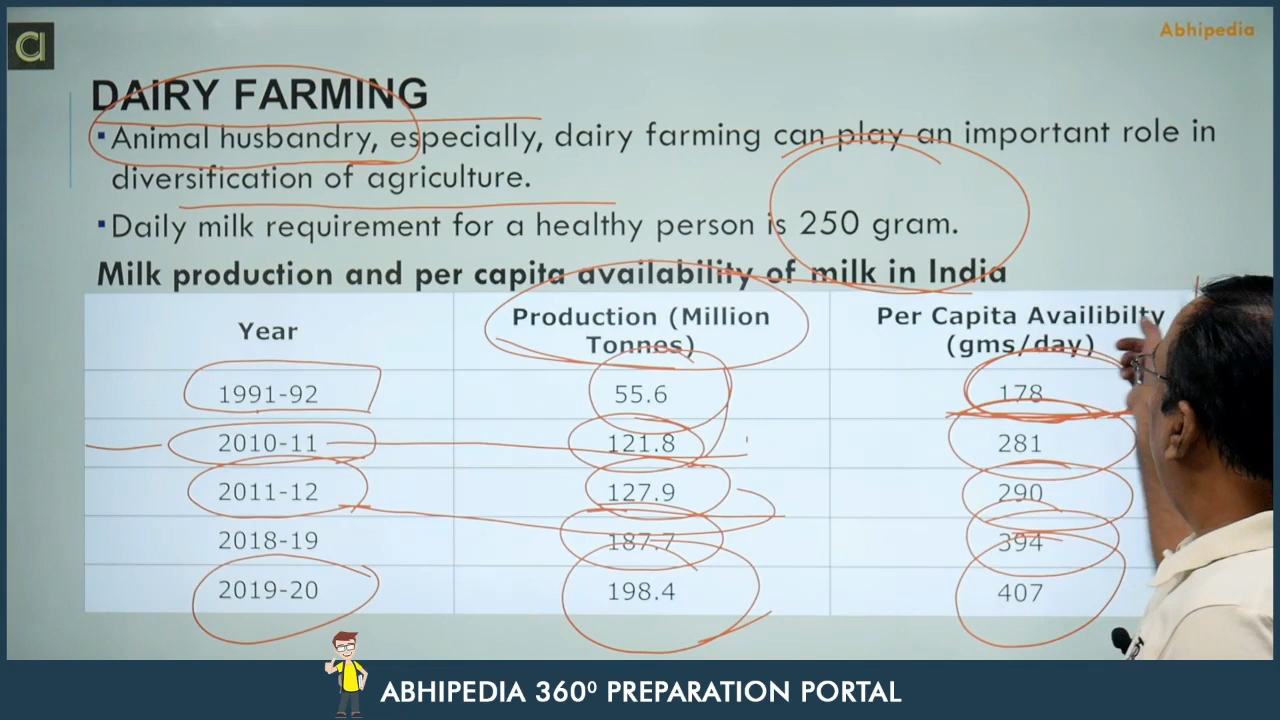 Abhipedia
DAIRY FARMING
▪Animal husbandry, especially, dairy farming can play an important role in
diversification of agriculture.
▪Daily milk requirement for a healthy person is 250 gram.
Milk production and per capita availability of milk in India
Year Production (Million Tonnes) Per Capita Availibilty (gms/day)
1991-92 55.6 178
2010-11 121.8 281
2011-12 127.9 290
2018-19 187.7 394
2019-20 198.4 407
ABHIPEDIA 360⁰ PREPARATION PORTAL